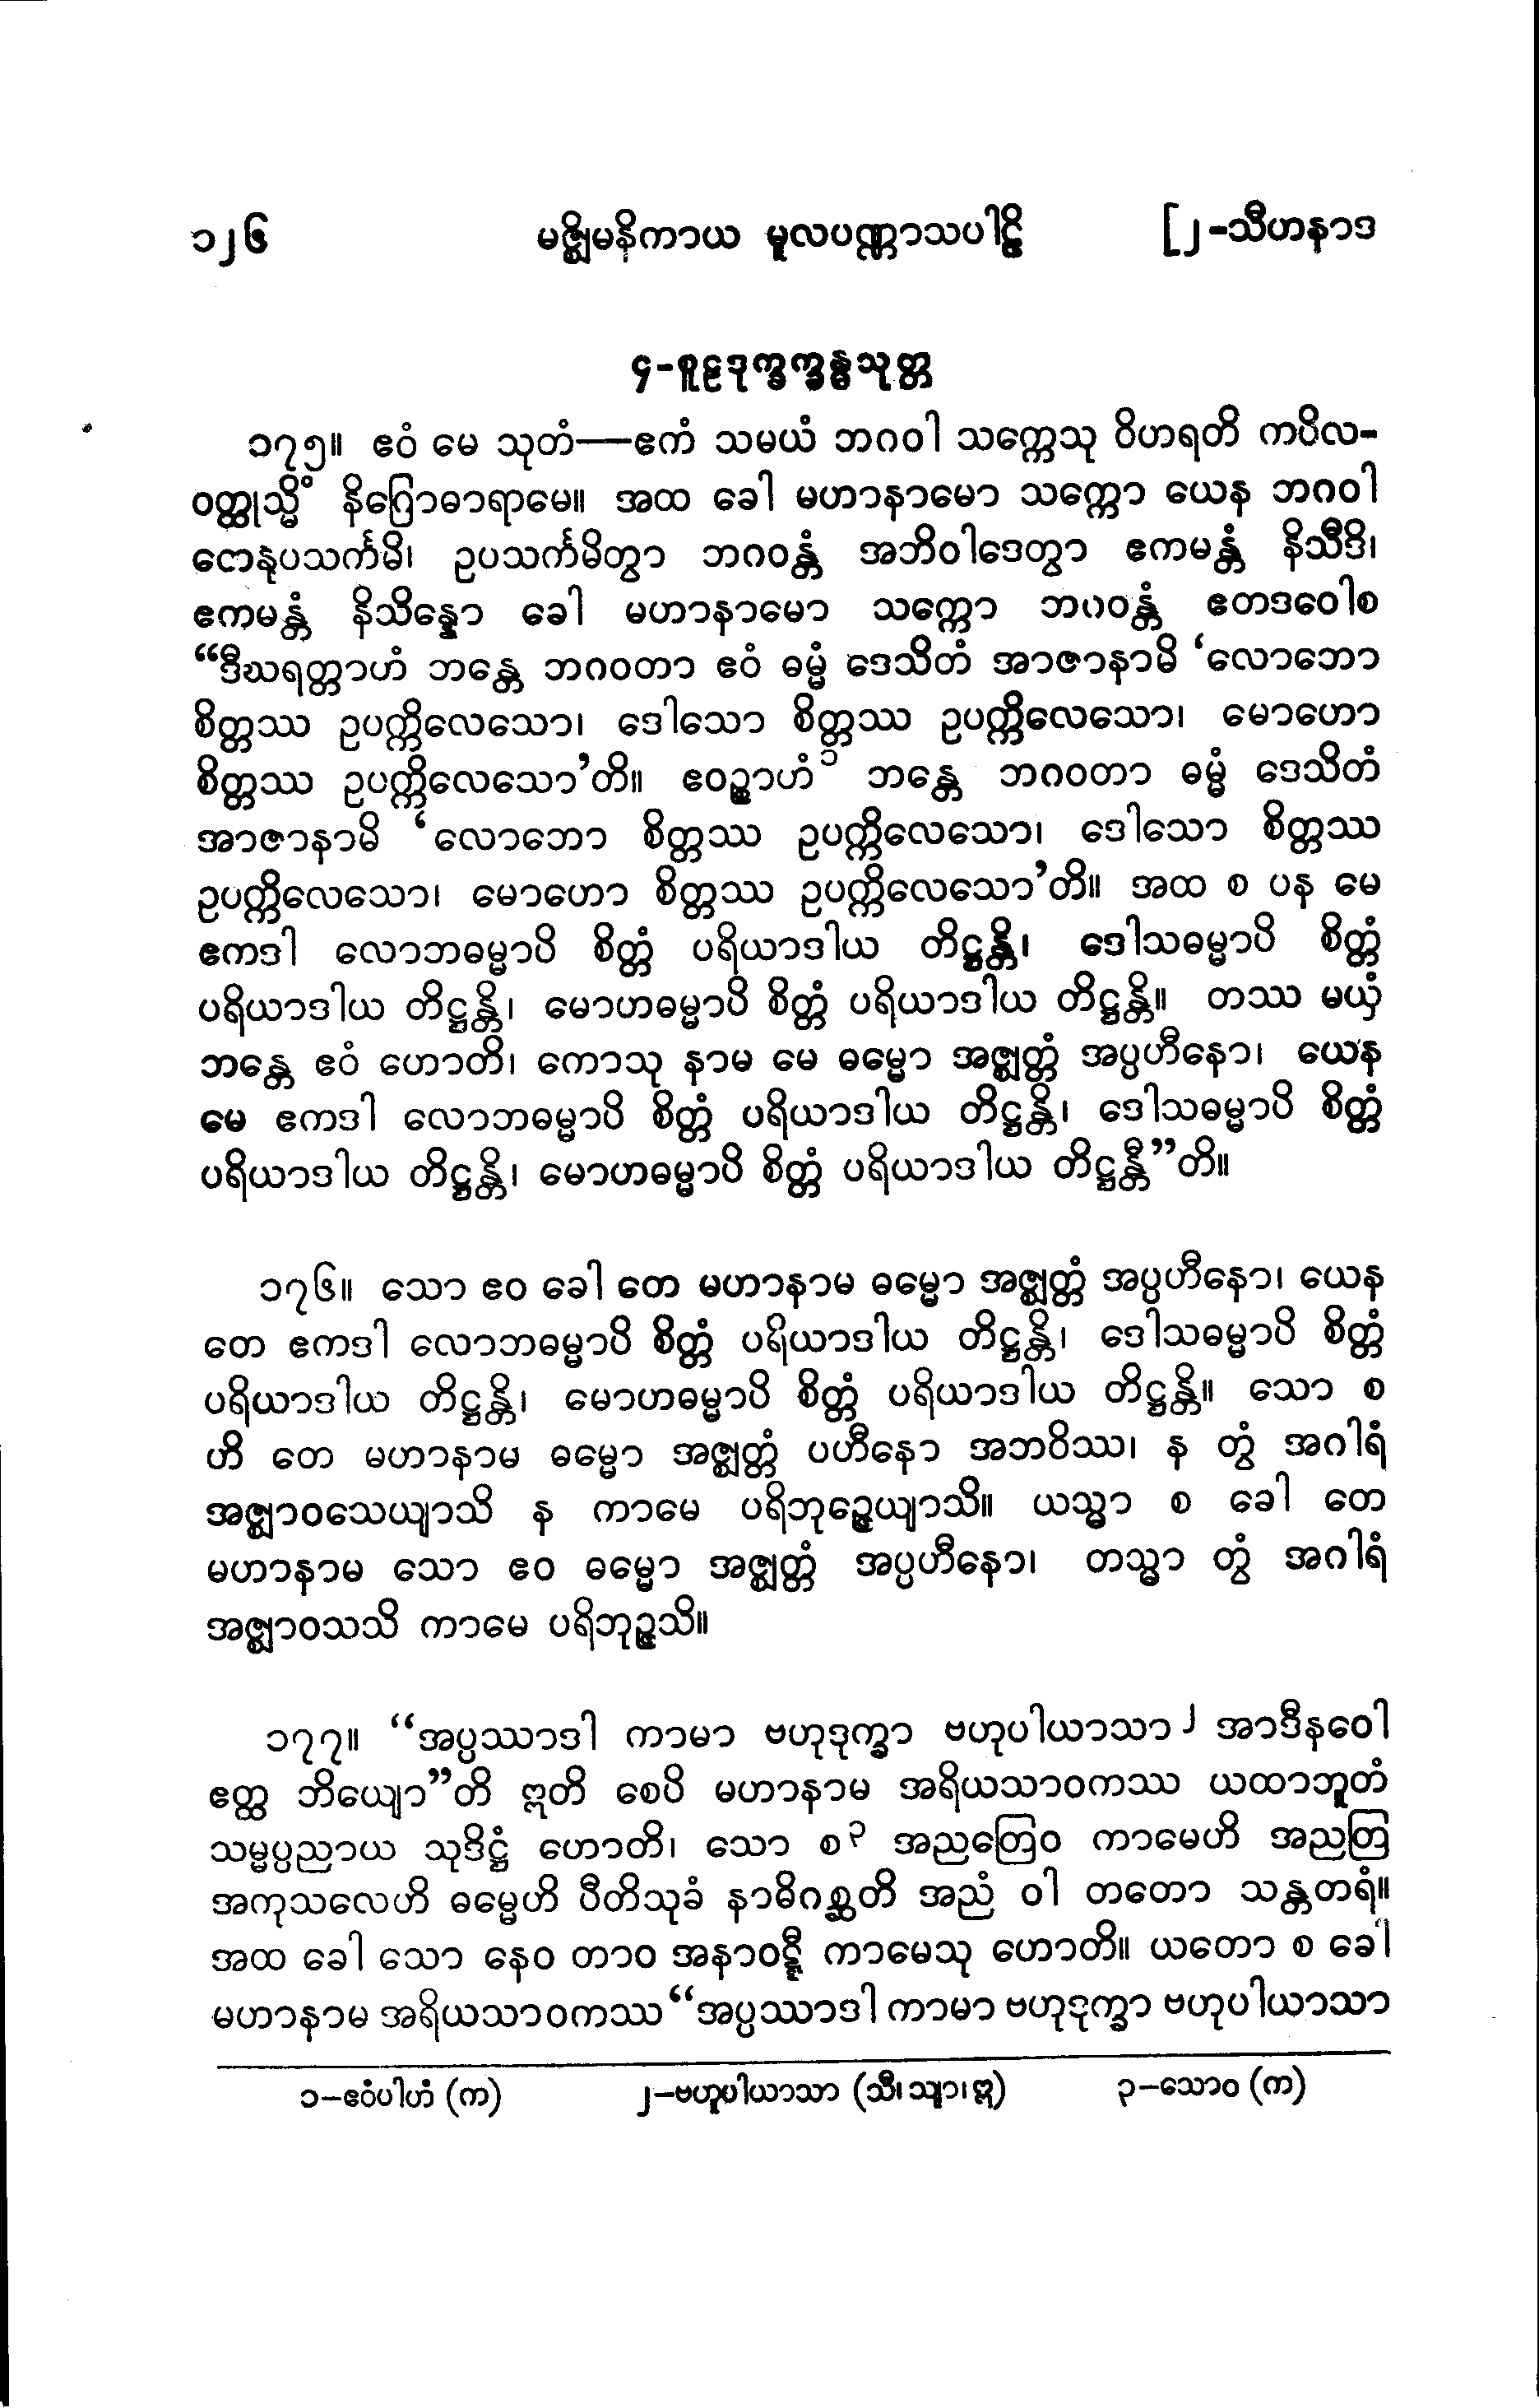 ၁၂၆ မဇ္ဈိမနိကာယ မူလပဏ္ဏာသပါဠိ [၂-သီဟနာဒ
၄-စူဠဒုက္ခက္ခန္ဓသုတ္တ
၁၇၅။ ဧဝံ မေ သုတံ—ဧကံ သမယံ ဘဂဝါ သက္ကေသု ဝိဟရတိ ကပိလ-
ဝတ္ထုသ္မိံ နိဂြောဓာရာမေ။ အထ ခေါ မဟာနာမော သက္ကော ယေန ဘဂဝါ
တေနုပသင်္ကမိ၊ ဥပသင်္ကမိတွာ ဘဂဝန္တံ အဘိဝါဒေတွာ ဧကမန္တံ နိသီဒိ၊
ဧကမန္တံ နိသိန္နော ခေါ မဟာနာမော သက္ကော ဘဂဝန္တံ ဧတဒဝေါစ
“ဒီဃရတ္တာဟံ ဘန္တေ ဘဂဝတာ ဧဝံ ဓမ္မံ ဒေသိတံ အာဇာနာမိ ‘လောဘော
စိတ္တဿ ဥပက္ကိလေသော၊ ဒေါသော စိတ္တဿ ဥပက္ကိလေသော၊ မောဟော
စိတ္တဿ ဥပက္ကိလေသော’တိ။ ဧဝဉ္စာဟံ၁ ဘန္တေ ဘဂဝတာ ဓမ္မံ ဒေသိတံ
အာဇာနာမိ ‘လောဘော စိတ္တဿ ဥပက္ကိလေသော၊ ဒေါသော စိတ္တဿ
ဥပက္ကိလေသော၊ မောဟော စိတ္တဿ ဥပက္ကိလေသော’တိ။ အထ စ ပန မေ
ဧကဒါ လောဘဓမ္မာပိ စိတ္တံ ပရိယာဒါယ တိဋ္ဌန္တိ၊ ဒေါသဓမ္မာပိ စိတ္တံ
ပရိယာဒါယ တိဋ္ဌန္တိ၊ မောဟဓမ္မာပိ စိတ္တံ ပရိယာဒါယ တိဋ္ဌန္တိ။ တဿ မယှံ
ဘန္တေ ဧဝံ ဟောတိ၊ ကောသု နာမ မေ ဓမ္မော အဇ္ဈတ္တံ အပ္ပဟီနော၊ ယေန
မေ ဧကဒါ လောဘဓမ္မာပိ စိတ္တံ ပရိယာဒါယ တိဋ္ဌန္တိ၊ ဒေါသဓမ္မာပိ စိတ္တံ
ပရိယာဒါယ တိဋ္ဌန္တိ၊ မောဟဓမ္မာပိ စိတ္တံ ပရိယာဒါယ တိဋ္ဌန္တီ”တိ။
၁၇၆။ သော ဧဝ ခေါ တေ မဟာနာမ ဓမ္မော အဇ္ဈတ္တံ အပ္ပဟီနော၊ ယေန
တေ ဧကဒါ လောဘဓမ္မာပိ စိတ္တံ ပရိယာဒါယ တိဋ္ဌန္တိ၊ ဒေါသဓမ္မာပိ စိတ္တံ
ပရိယာဒါယ တိဋ္ဌန္တိ၊ မောဟဓမ္မာပိ စိတ္တံ ပရိယာဒါယ တိဋ္ဌန္တိ။ သော စ
ဟိ တေ မဟာနာမ ဓမ္မော အဇ္ဈတ္တံ ပဟီနော အဘဝိဿ၊ န တွံ အဂါရံ
အဇ္ဈာဝသေယျာသိ န ကာမေ ပရိဘုဉ္ဇေယျာသိ။ ယသ္မာ စ ခေါ တေ
မဟာနာမ သော ဧဝ ဓမ္မော အဇ္ဈတ္တံ အပ္ပဟီနော၊ တသ္မာ တွံ အဂါရံ
အဇ္ဈာဝသသိ ကာမေ ပရိဘုဉ္ဇသိ။
၁၇၇။ “အပ္ပဿာဒါ ကာမာ ဗဟုဒုက္ခာ ဗဟုပါယာသာ၂ အာဒီနဝေါ
ဧတ္ထ ဘိယျော”တိ ဣတိ စေပိ မဟာနာမ အရိယသာဝကဿ ယထာဘူတံ
သမ္မပ္ပညာယ သုဒိဋ္ဌံ ဟောတိ၊ သော စ၃ အညတြေဝ ကာမေဟိ အညတြ
အကုသလေဟိ ဓမ္မေဟိ ပီတိသုခံ နာဓိဂစ္ဆတိ အညံ ဝါ တတော သန္တတရံ။
အထ ခေါ သော နေဝ တာဝ အနာဝဋ္ဋီ ကာမေသု ဟောတိ။ ယတော စ ခေါ
မဟာနာမ အရိယသာဝကဿ “အပ္ပဿာဒါ ကာမာ ဗဟုဒုက္ခာ ဗဟုပါယာသာ
၁–ဧဝံပါဟံ (က) ၂–ဗဟူပါယာသာ (သီ၊ သျာ၊ ဣ) ၃–သောဝ (က)